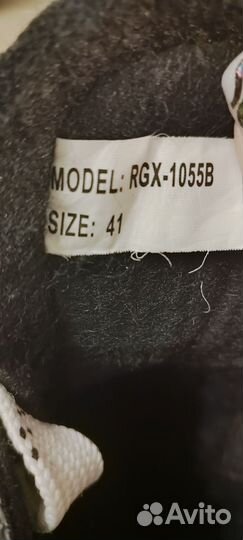 MODEL: RGX-1055B
SIZE: 41
Avito